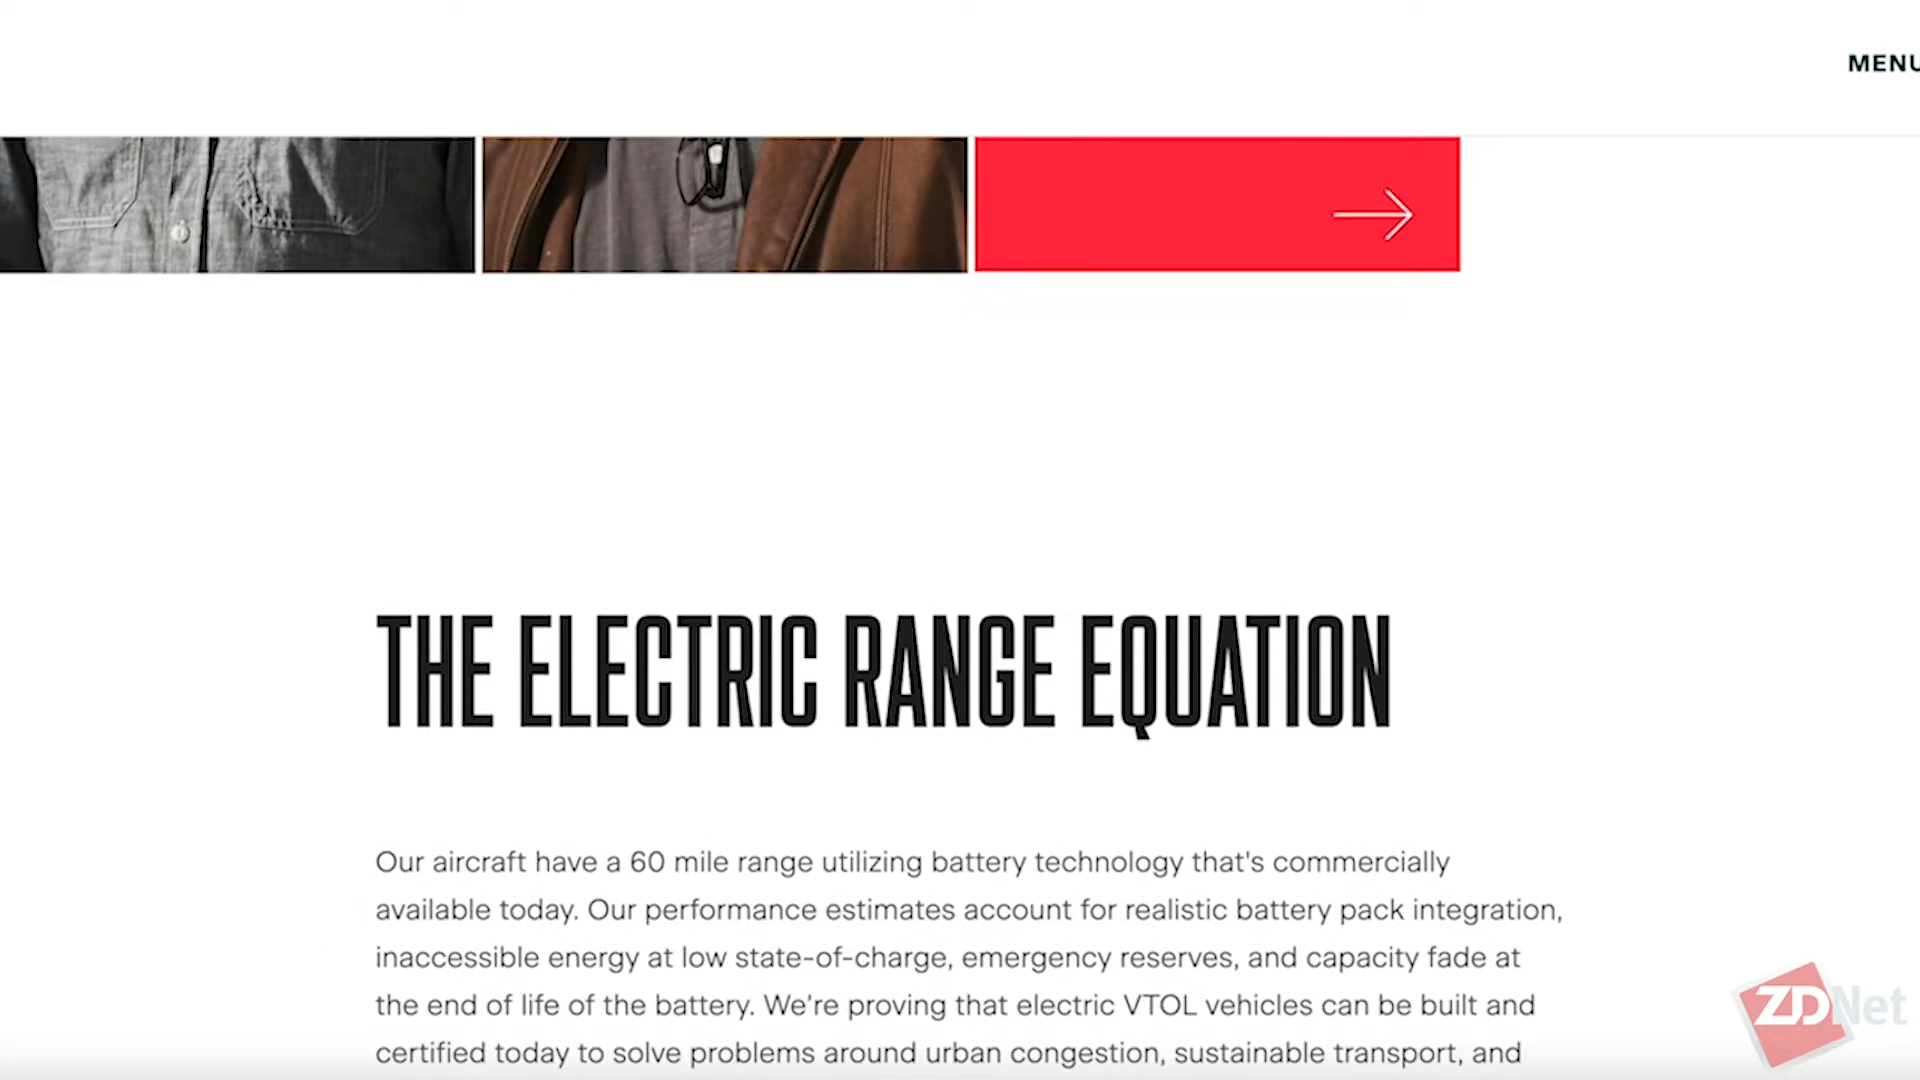 MENU
THE ELECTRIC RANGE EQUATION
Our aircraft have a 60 mile range utilizing battery technology that's commercially
available today. Our performance estimates account for realistic battery pack integration,
inaccessible energy at low state-of-charge, emergency reserves, and capacity fade at
the end of life of the battery. We're proving that electric VTOL vehicles can be built and
certified today to solve problems around urban congestion, sustainable transport, and
ZDNet